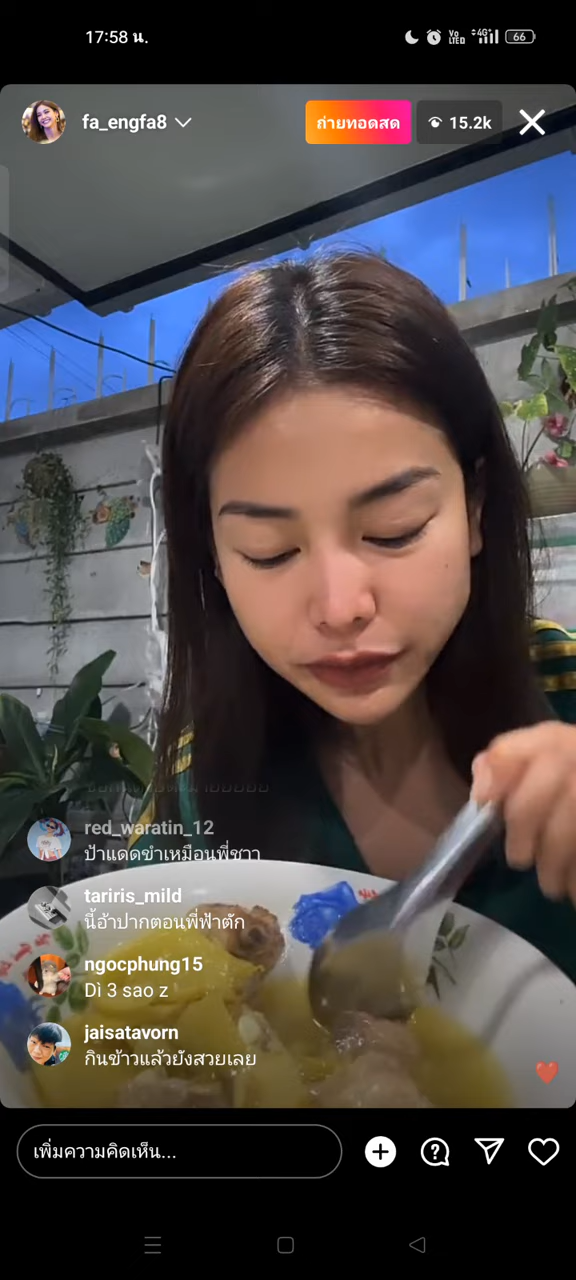 17:58 น.
VoLTED
4G+
66
fa_engfa8
ถ่ายทอดสด
15.2k
red_waratin_12
ป้าแดดขำเหมือนพี่ชาา
tariris_mild
นี้อ้าปากตอนพี่ฟ้าตัก
ngocphung15
Dì 3 sao z
jaisatavorn
กินข้าวแล้วยังสวยเลย
เพิ่มความคิดเห็น...